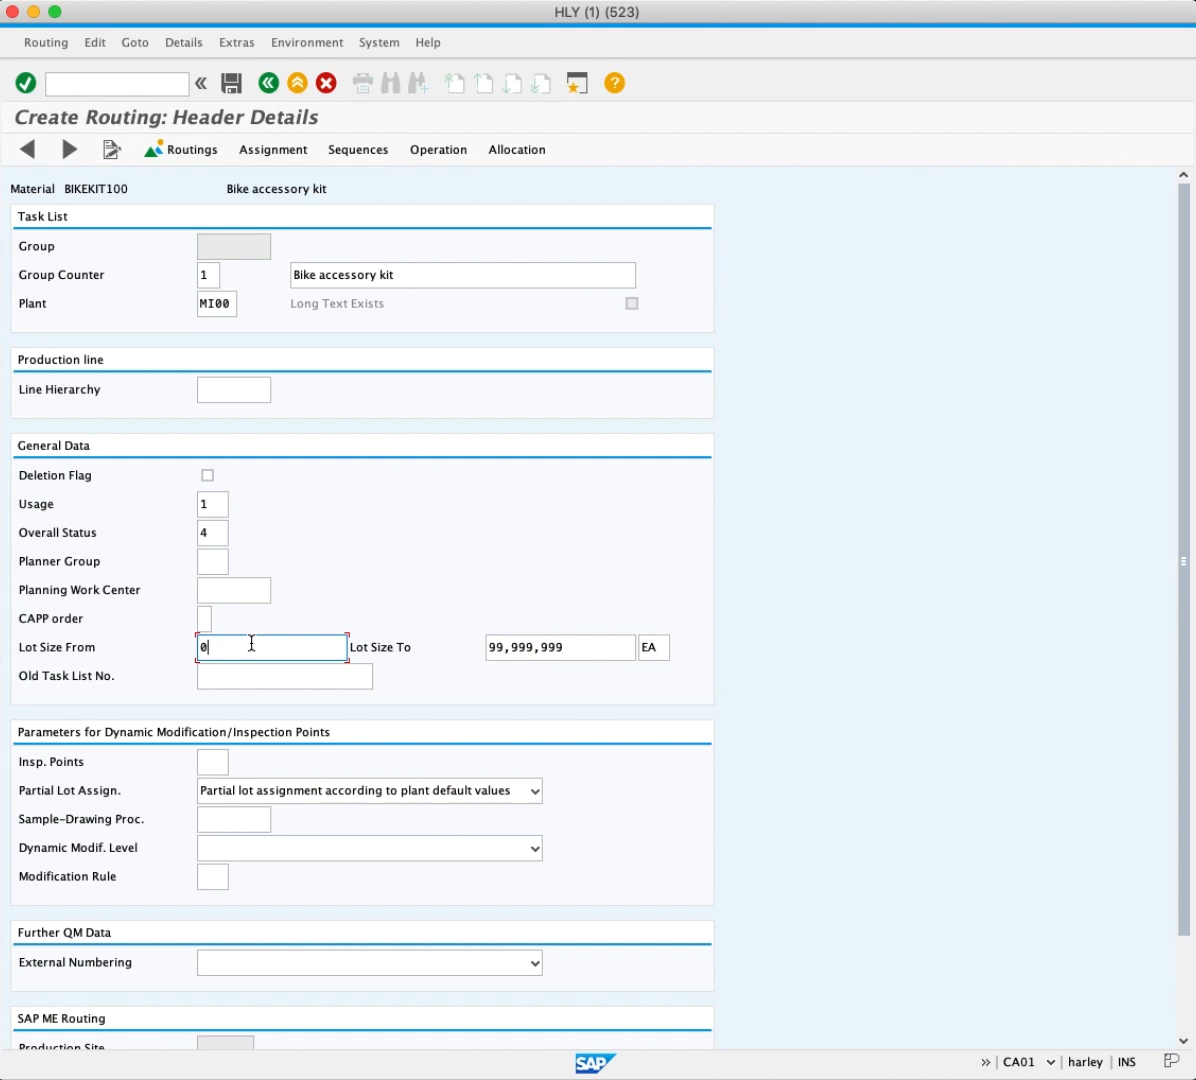 HLY (1) (523)
Routing Edit Goto Details Extras Environment System Help
Create Routing: Header Details
Routings Assignment Sequences Operation Allocation
Material BIKEKIT100 Bike accessory kit
Task List
Group
Group Counter 1 Bike accessory kit
Plant MI00 Long Text Exists
Production line
Line Hierarchy
General Data
Deletion Flag
Usage 1
Overall Status 4
Planner Group
Planning Work Center
CAPP order
Lot Size From 0 Lot Size To 99,999,999 EA
Old Task List No.
Parameters for Dynamic Modification/Inspection Points
Insp. Points
Partial Lot Assign. Partial lot assignment according to plant default values
Sample-Drawing Proc.
Dynamic Modif. Level
Modification Rule
Further QM Data
External Numbering
SAP ME Routing
Production Site
SAP » CA01 harley INS